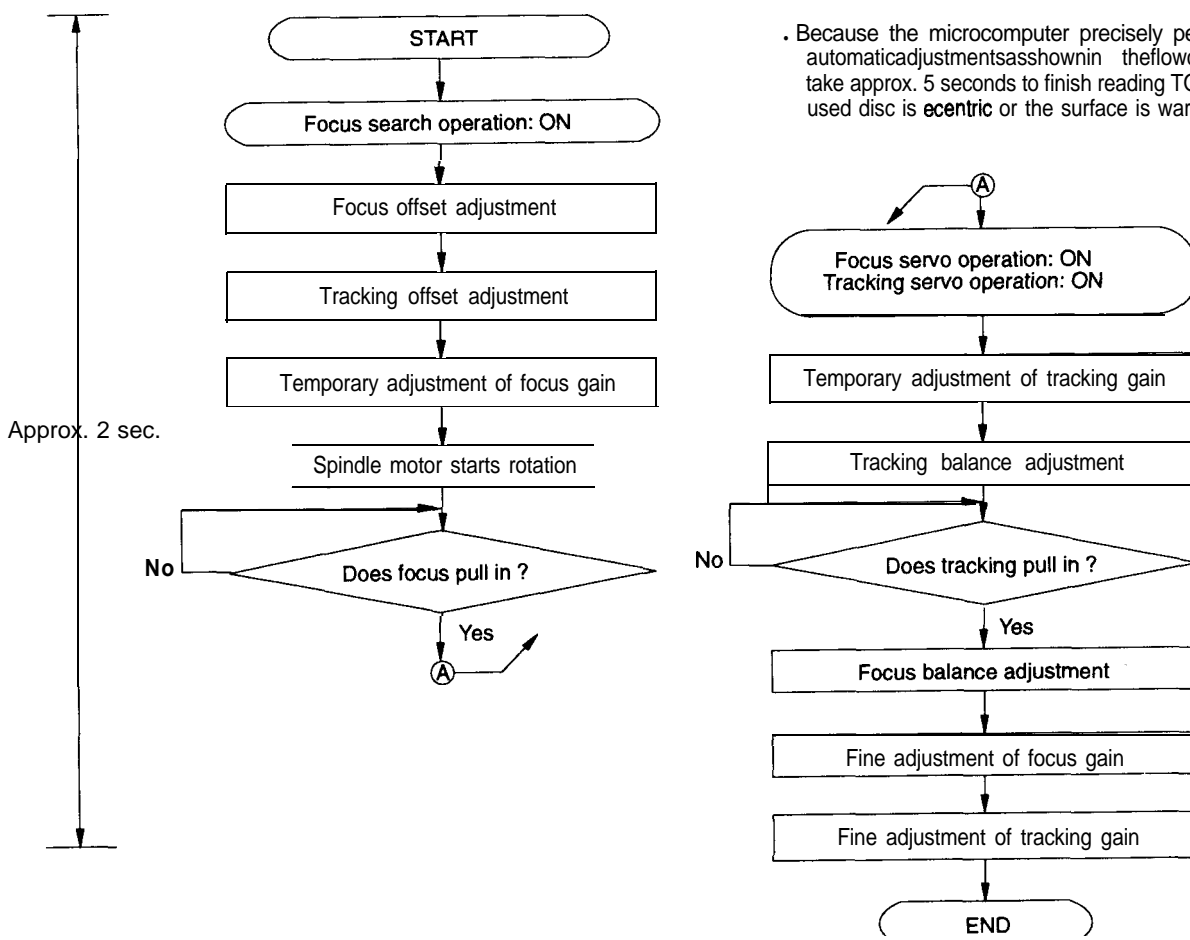 START
Focus search operation: ON
Focus offset adjustment
Tracking offset adjustment
Temporary adjustment of focus gain
Approx. 2 sec.
Spindle motor starts rotation
No
Does focus pull in ?
Yes
A
. Because the microcomputer precisely
automaticadjustmentsasshownin
take approx. 5 seconds to finish reading
used disc is ecentric or the surface is
A
Focus servo operation: ON
Tracking servo operation: ON
Temporary adjustment of tracking gain
Tracking balance adjustment
No
Does tracking pull in ?
Yes
Focus balance adjustment
Fine adjustment of focus gain
Fine adjustment of tracking gain
END